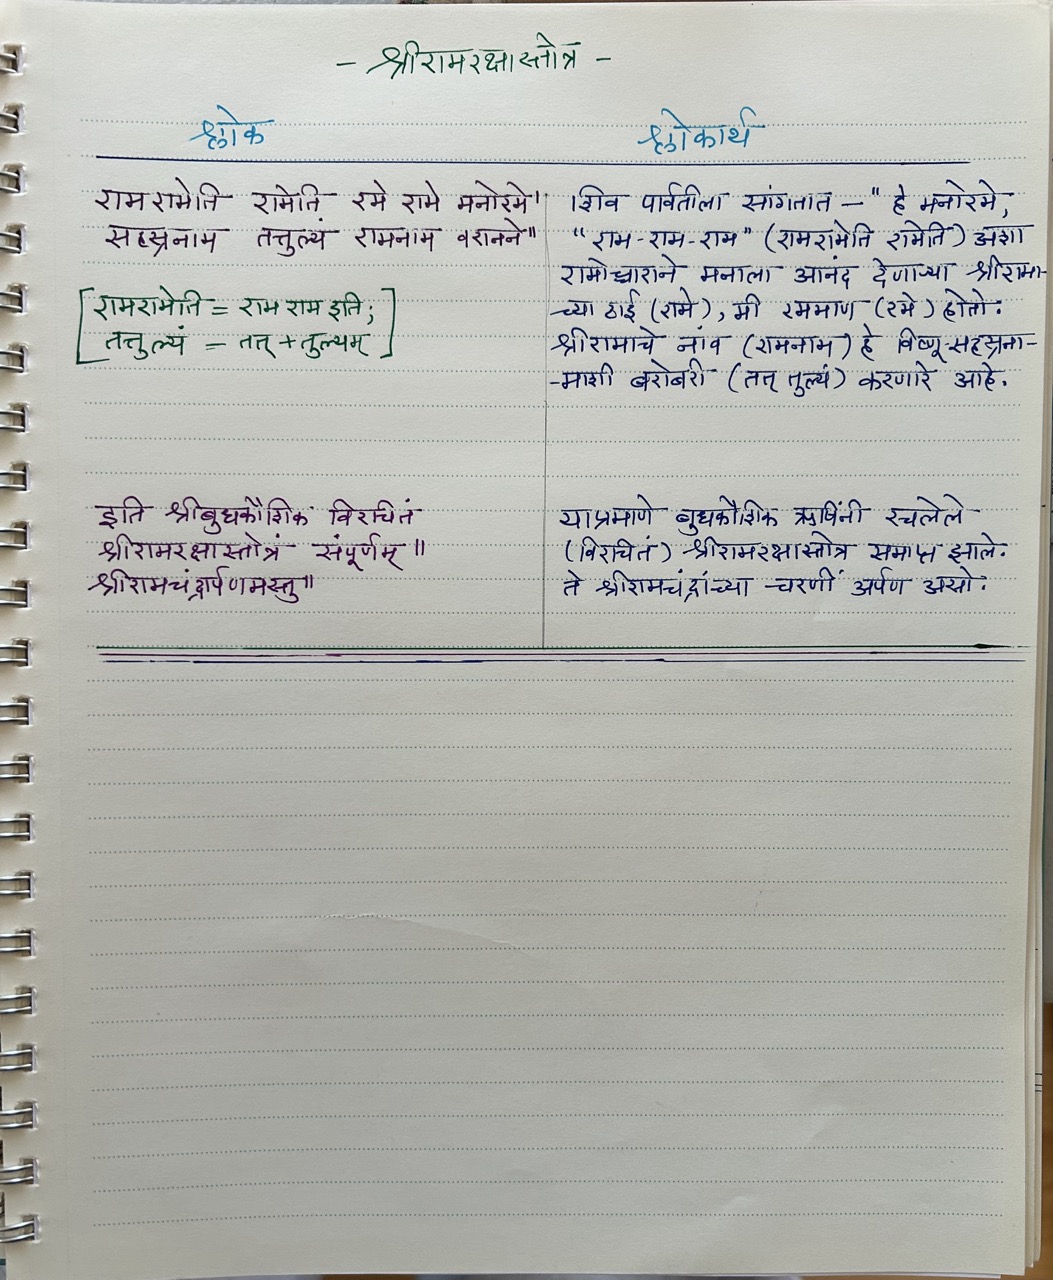 - श्रीरामरक्षास्तोत्र -
श्लोक
रामरामेति रामेति रमे रामे मनोरमे।
सहस्रनाम तत्तुल्यं रामनाम वरानने॥
[रामरामेति = राम राम इति;
तत्तुल्यं - तत् + तुल्यम्]
इति श्रीबुधकौशिक विरचितं
श्रीरामरक्षास्तोत्रं संपूर्णम्॥
श्रीरामचंद्रार्पणमस्तु॥
श्लोकार्थ
शिव पार्वतीला सांगतात - " हे मनोरमे,
"राम-राम-राम" (रामरामेति रामेति) अशा
रामोच्चाराने मनाला आनंद देणाऱ्या श्रीरामा-
-च्या ठाई (रामे), मी रममाण (रमे) होतो.
श्रीरामाचे नांव (रामनाम) हे विष्णू-सहस्रना-
-माशी बरोबरी (तत् तुल्यं) करणारे आहे.
याप्रमाणे बुधकौशिक ऋषिंनी रचलेले
(विरचितं) श्रीरामरक्षास्तोत्र समाप्त झाले.
ते श्रीरामचंद्रांच्या चरणीं अर्पण असो.